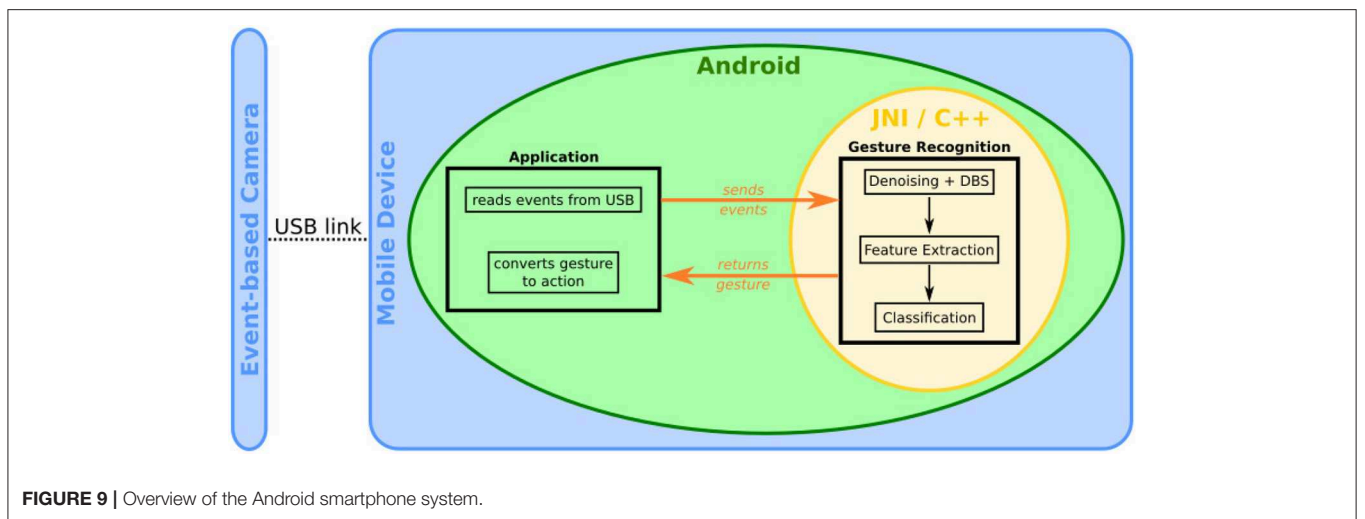 Event-based Camera
USB link
Mobile Device
Android
Application
reads events from USB
converts gesture
to action
sends
events
returns
gesture
JNI / C++
Gesture Recognition
Denoising + DBS
Feature Extraction
Classification
FIGURE 9 | Overview of the Android smartphone system.